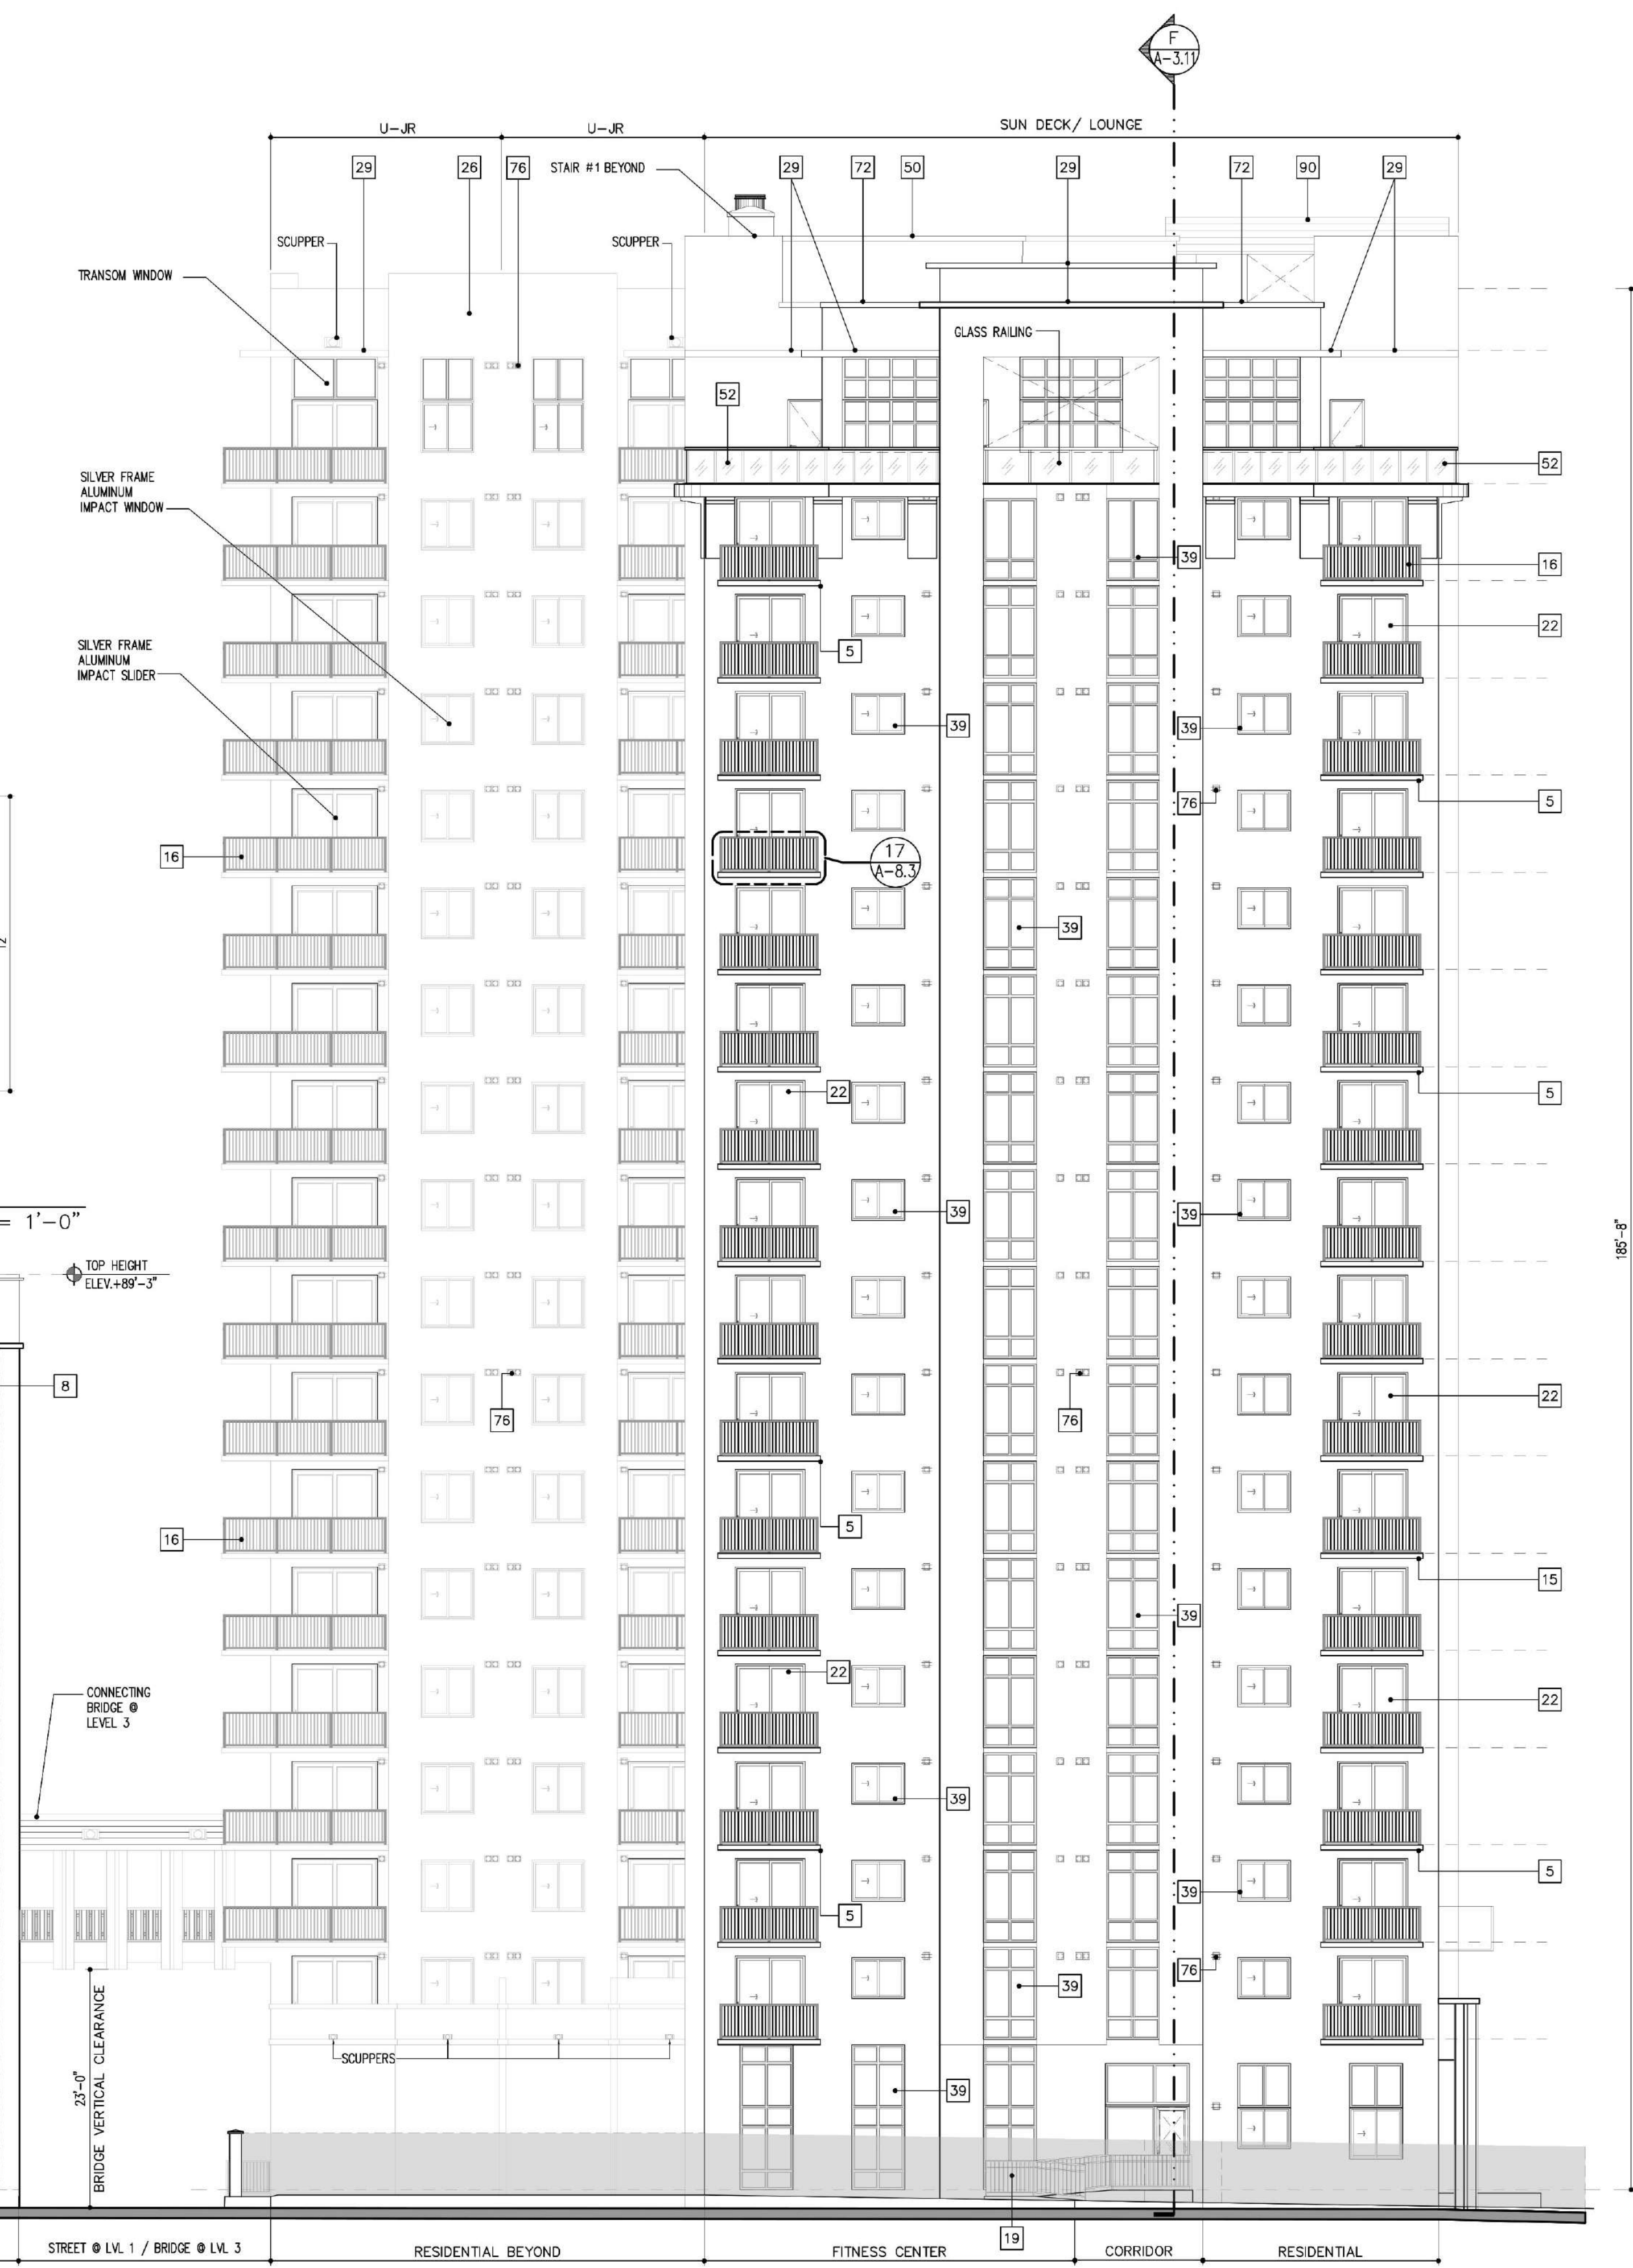 F
A-3.11
U-JR
U-JR
SUN DECK/ LOUNGE
29
26
76
STAIR #1 BEYOND
29
72
50
29
72
90
29
SCUPPER
SCUPPER
TRANSOM WINDOW
GLASS RAILING
52
52
SILVER FRAME
ALUMINUM
IMPACT WINDOW
39
16
22
SILVER FRAME
ALUMINUM
IMPACT SLIDER
5
39
39
76
5
16
17
A-8.3
39
12
22
5
39
39
= 1'-0"
185'-8"
TOP HEIGHT
ELEV.+89'-3"
8
22
76
76
5
16
15
39
22
22
CONNECTING
BRIDGE @
LEVEL 3
39
5
39
5
76
39
23'-0"
BRIDGE VERTICAL CLEARANCE
SCUPPERS
39
19
STREET @ LVL 1 / BRIDGE @ LVL 3
RESIDENTIAL BEYOND
FITNESS CENTER
CORRIDOR
RESIDENTIAL